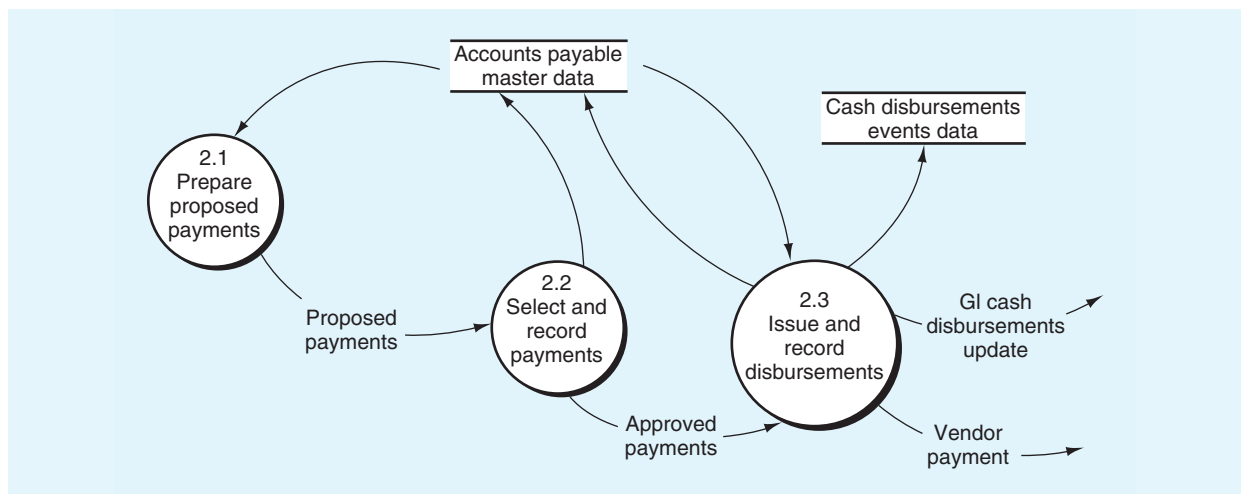 Accounts payable
master data
Cash disbursements
events data
2.1
Prepare
proposed
payments
2.2
Select and
record
payments
2.3
Issue and
record
disbursements
Proposed
payments
GI cash
disbursements
update
Approved
payments
Vendor
payment